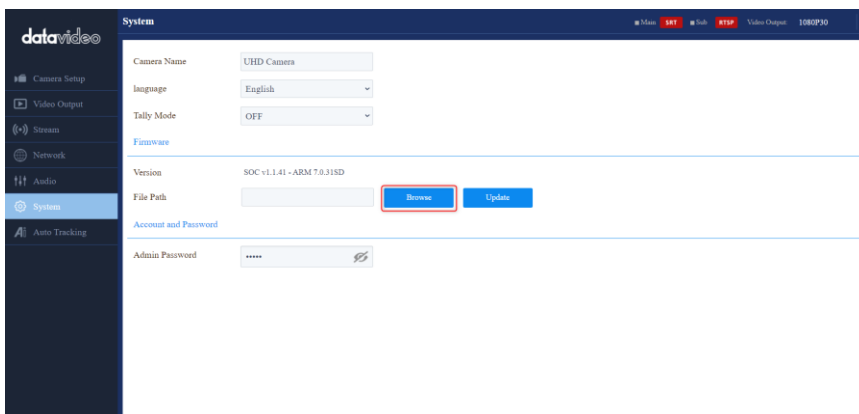 datavideo
System
Main SRT Sub RTSP Video Output 1080P30
Camera Setup
Video Output
Stream
Network
Audio
System
Auto Tracking
Camera Name UHD Camera
language English
Tally Mode OFF
Firmware
Version SOC v1.1.41 - ARM 7.0.31SD
File Path Browse Update
Account and Password
Admin Password •••••